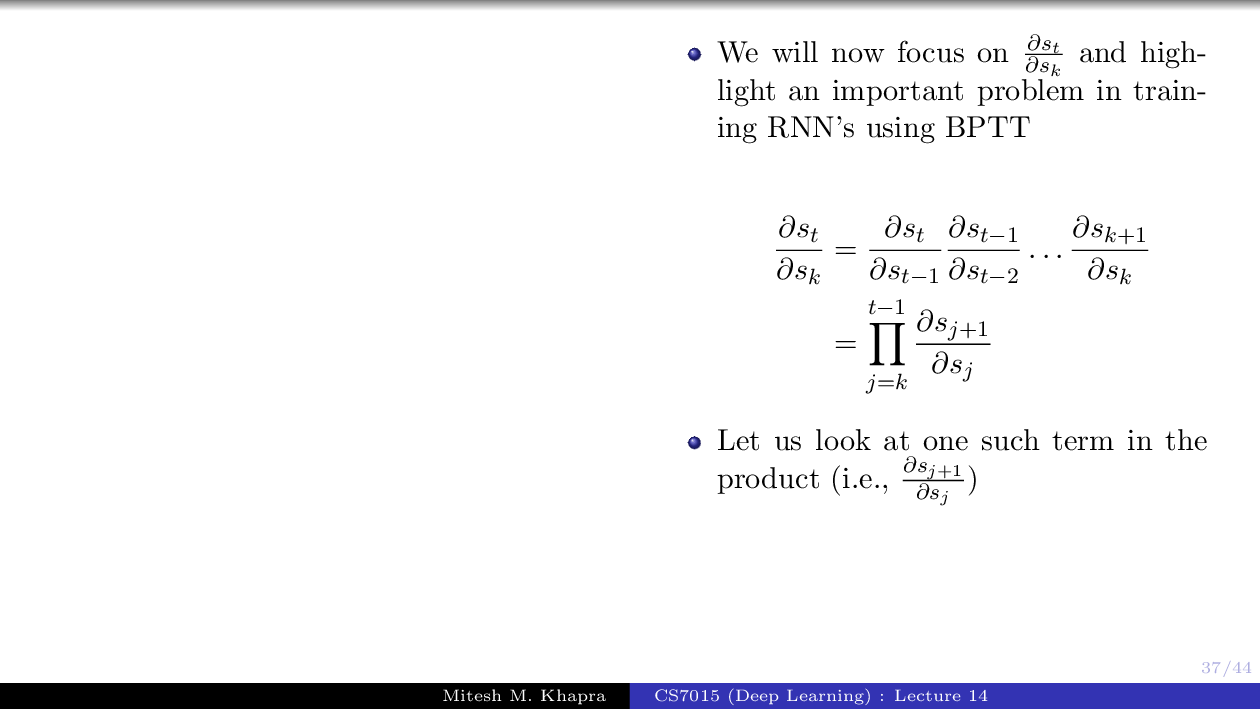 We will now focus on ∂s_t/∂s_k and high-
light an important problem in train-
ing RNN's using BPTT
∂s_t/∂s_k = ∂s_t/∂s_{t−1} ∂s_{t−1}/∂s_{t−2} ... ∂s_{k+1}/∂s_k
= ∏_{j=k}^{t−1} ∂s_{j+1}/∂s_j
Let us look at one such term in the
product (i.e., ∂s_{j+1}/∂s_j)
37/44
Mitesh M. Khapra CS7015 (Deep Learning) : Lecture 14